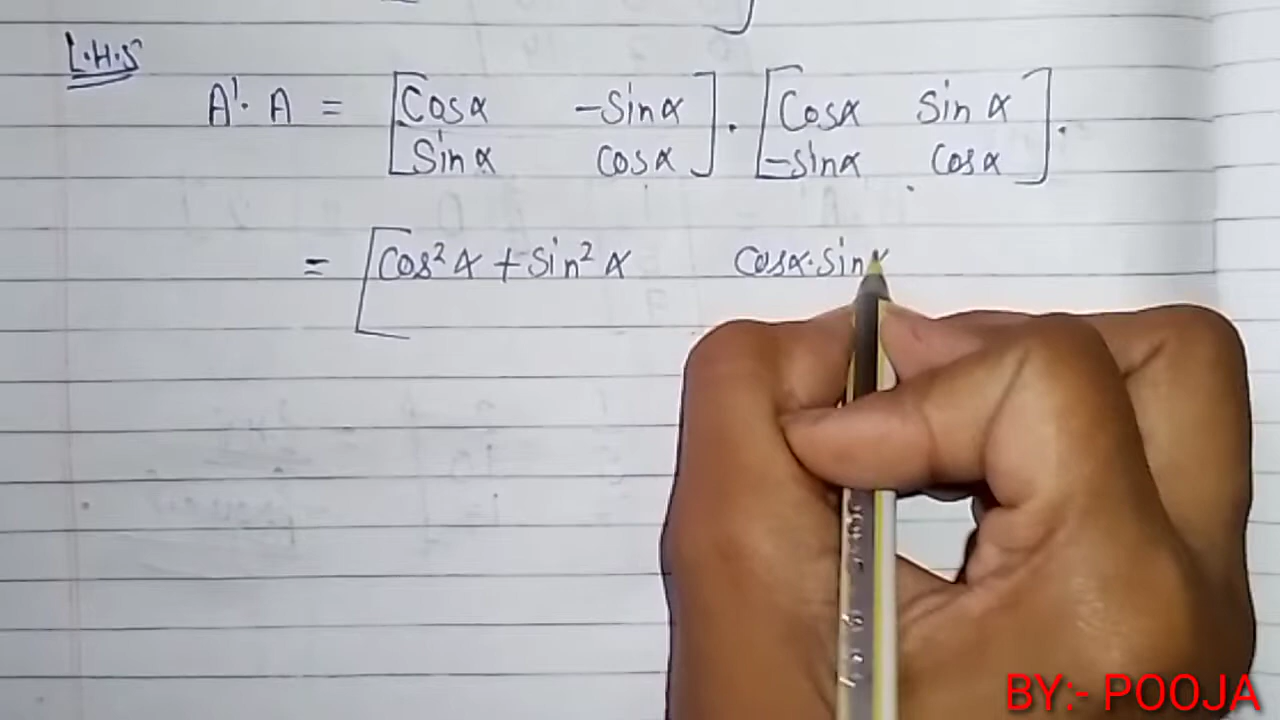 L.H.S
A'. A = [Cosα -Sinα] . [Cosα Sinα] .
[Sinα Cosα] [-sinα Cosα]
= [Cos²α + Sin²α Cosα.Sinα
BY:- POOJA